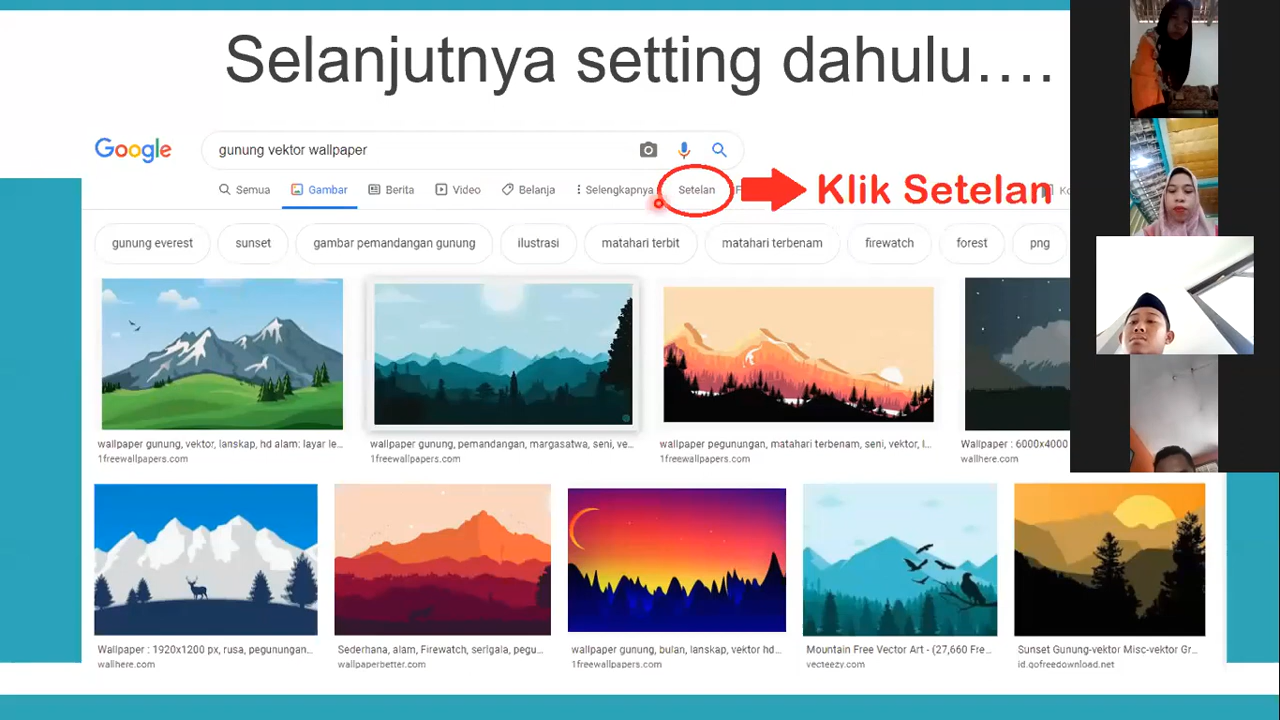 Selanjutnya setting dahulu....
Google
gunung vektor wallpaper
Semua
Gambar
Berita
Video
Belanja
Selengkapnya
Setelan
Klik Setelan
gunung everest
sunset
gambar pemandangan gunung
ilustrasi
matahari terbit
matahari terbenam
firewatch
forest
png
wallpaper gunung, vektor, lanskap, hd alam: layar le...
1freewallpapers.com
wallpaper gunung, pemandangan, margasatwa, seni, ve...
1freewallpapers.com
wallpaper pegunungan, matahari terbenam, seni, vektor, l...
1freewallpapers.com
Wallpaper : 6000x4000
wallhere.com
Wallpaper : 1920x1200 px, rusa, pegunungan...
wallhere.com
Sederhana, alam, Firewatch, serigala, pegu...
wallpaperbetter.com
wallpaper gunung, bulan, lanskap, vektor hd...
1freewallpapers.com
Mountain Free Vector Art - (27,660 Fre...
vecteezy.com
Sunset Gunung-vektor Misc-vektor Gr...
id.gofreedownload.net